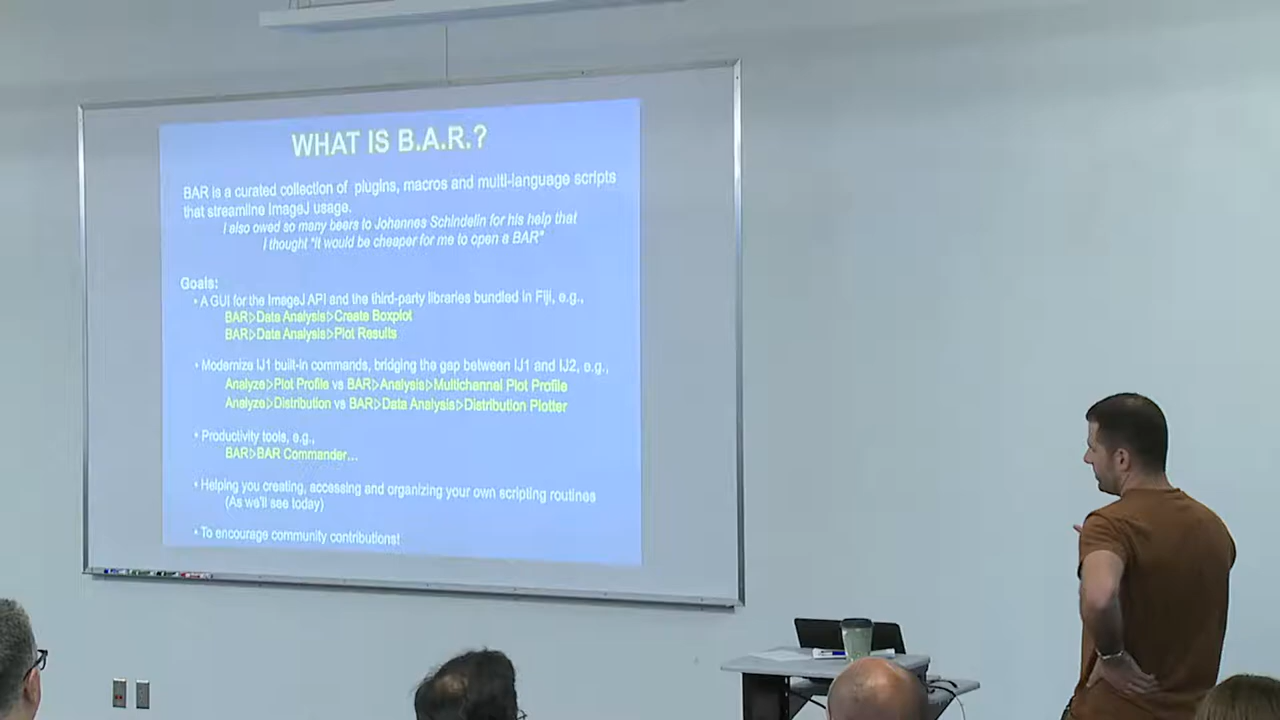 WHAT IS B.A.R.?
BAR is a curated collection of plugins, macros and multi-language scripts
that streamline ImageJ usage.
I also owed so many beers to Johannes Schindelin for his help that
I thought "it would be cheaper for me to open a BAR"
Goals:
• A GUI for the ImageJ API and the third-party libraries bundled in Fiji, e.g.,
BAR▷Data Analysis▷Create Boxplot
BAR▷Data Analysis▷Plot Results
• Modernize IJ1 built-in commands, bridging the gap between IJ1 and IJ2, e.g.,
Analyze▷Plot Profile vs BAR▷Analysis▷Multichannel Plot Profile
Analyze▷Distribution vs BAR▷Data Analysis▷Distribution Plotter
• Productivity tools, e.g.,
BAR▷BAR Commander...
• Helping you creating, accessing and organizing your own scripting routines
(As we'll see today)
• To encourage community contributions!